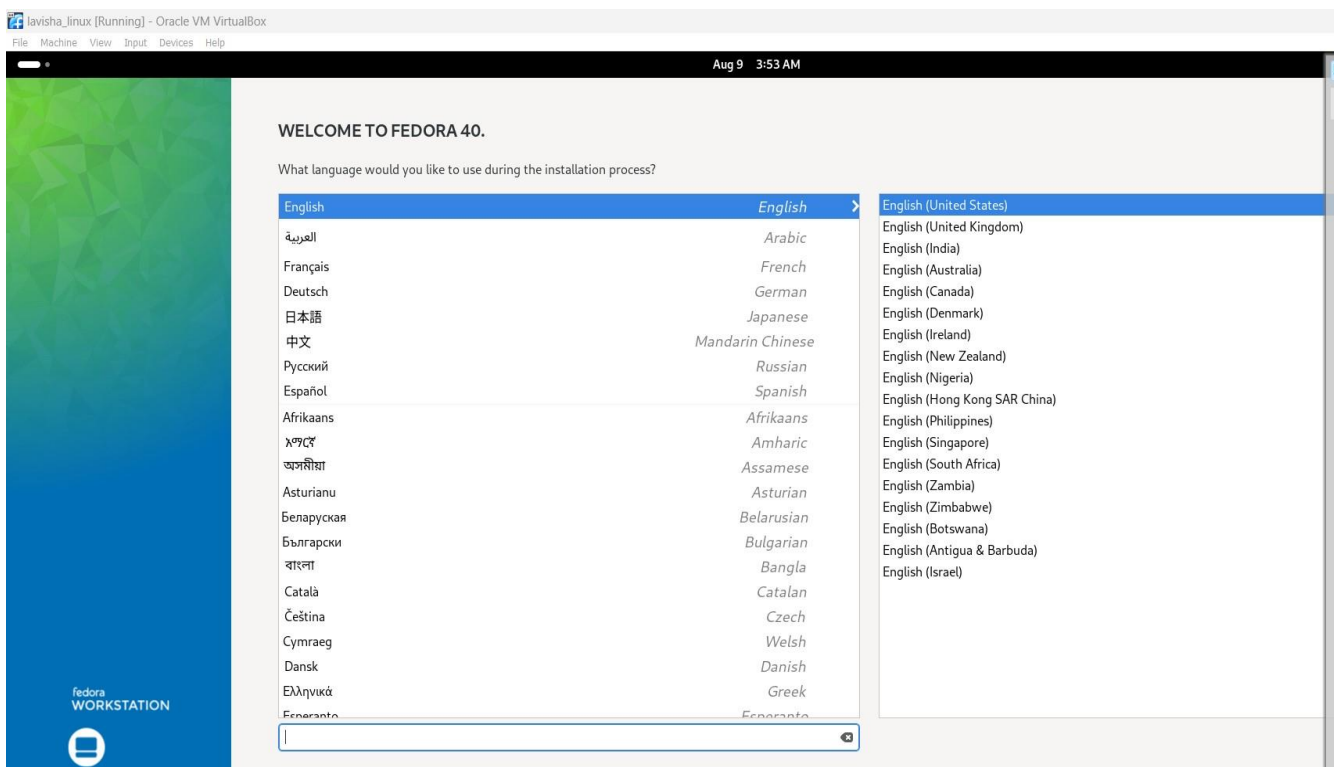 lavisha_linux [Running] - Oracle VM VirtualBox
File Machine View Input Devices Help
Aug 9 3:53 AM
WELCOME TO FEDORA 40.
What language would you like to use during the installation process?
English English
العربية Arabic
Français French
Deutsch German
日本語 Japanese
中文 Mandarin Chinese
Русский Russian
Español Spanish
Afrikaans Afrikaans
አማርኛ Amharic
অসমীয়া Assamese
Asturianu Asturian
Беларуская Belarusian
Български Bulgarian
বাংলা Bangla
Català Catalan
Čeština Czech
Cymraeg Welsh
Dansk Danish
Ελληνικά Greek
Esperanto Esperanto
English (United States)
English (United Kingdom)
English (India)
English (Australia)
English (Canada)
English (Denmark)
English (Ireland)
English (New Zealand)
English (Nigeria)
English (Hong Kong SAR China)
English (Philippines)
English (Singapore)
English (South Africa)
English (Zambia)
English (Zimbabwe)
English (Botswana)
English (Antigua & Barbuda)
English (Israel)
fedora
WORKSTATION